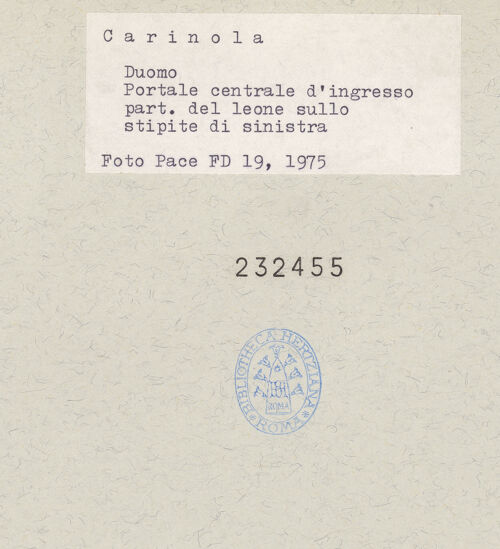 C a r i n o l a
Duomo
Portale centrale d'ingresso
part. del leone sullo
stipite di sinistra
Foto Pace FD 19, 1975
232455
BIBLIOTHECA HERTZIANA
ROMA
ROMA